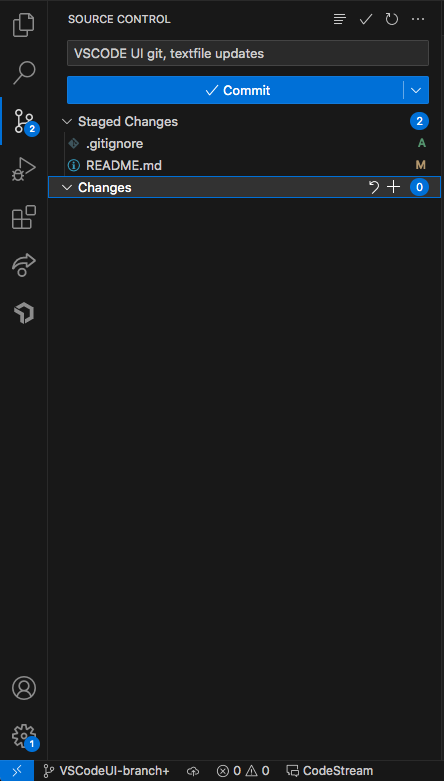 SOURCE CONTROL
VSCODE UI git, textfile updates
Commit
2
Staged Changes 2
.gitignore A
README.md M
Changes 0
1
VSCodeUI-branch+ 0 0 CodeStream